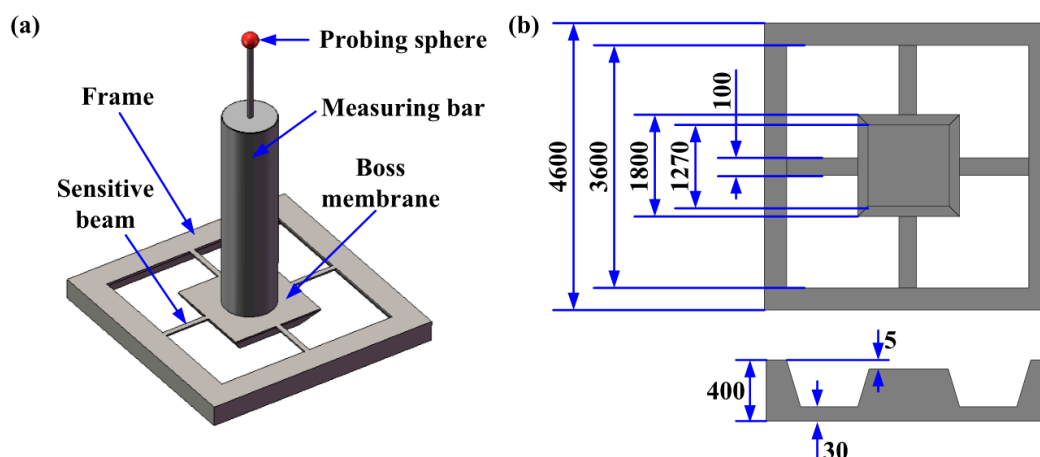 (a)
Probing sphere
Frame
Measuring bar
Sensitive
beam
Boss
membrane
(b)
4600
3600
1800
1270
100
400
5
30